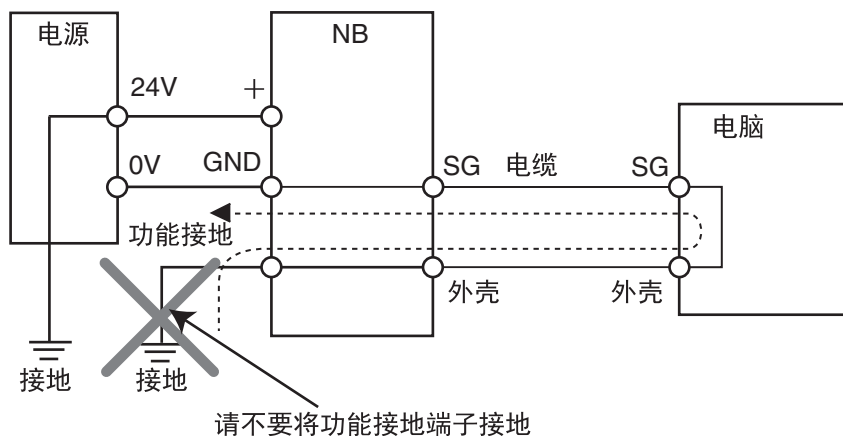 电源
NB
24V
+
电脑
0V
GND
SG
电缆
SG
功能接地
外壳
外壳
接地
接地
请不要将功能接地端子接地